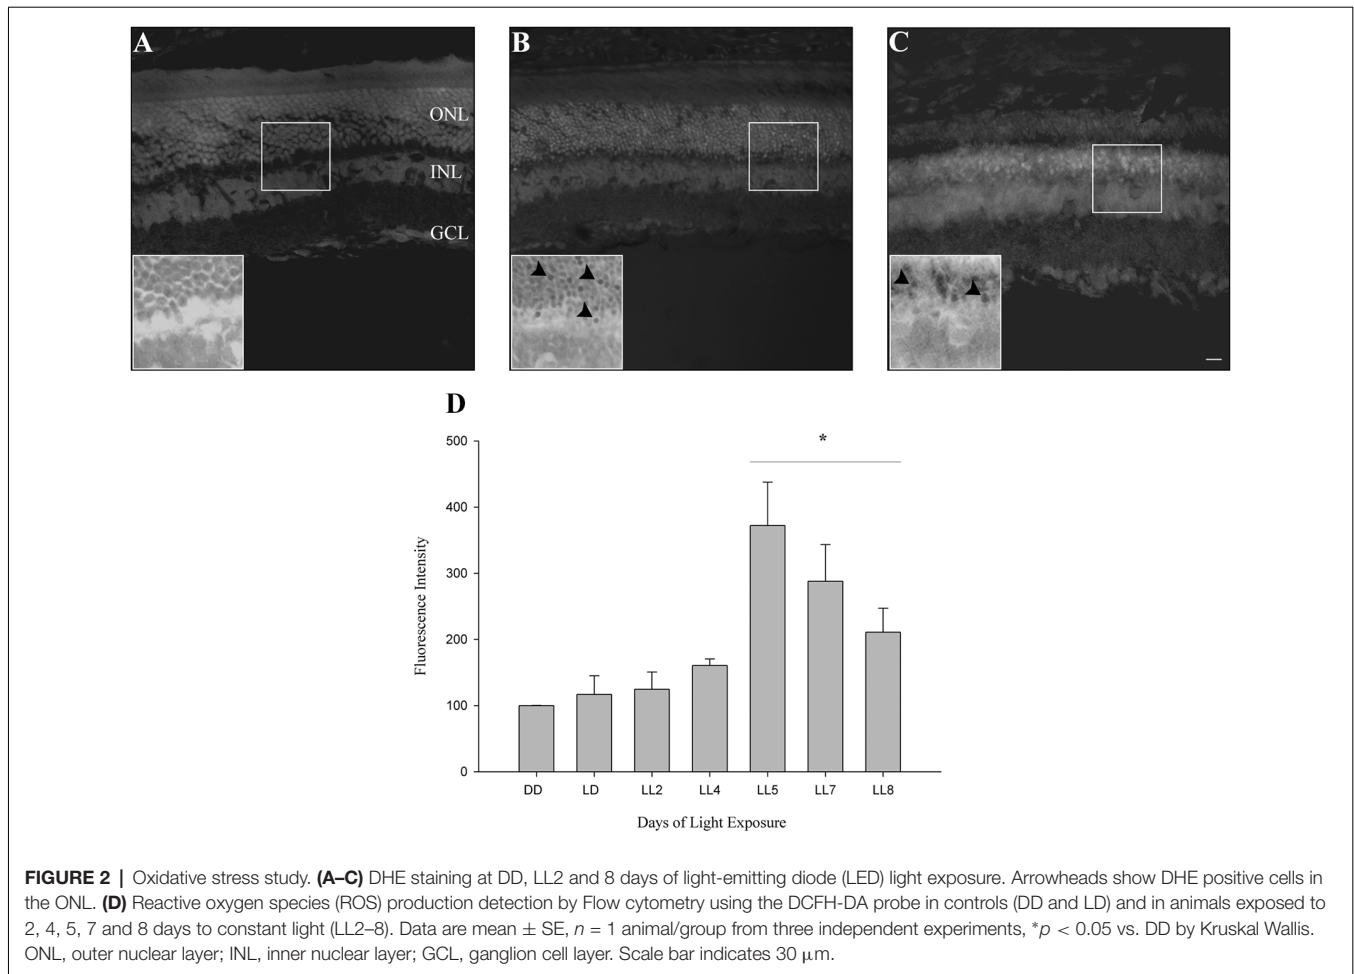 A
B
C
ONL
INL
GCL
D
*
500
400
300
200
100
0
Fluorescence Intensity
DD LD LL2 LL4 LL5 LL7 LL8
Days of Light Exposure
FIGURE 2 | Oxidative stress study. (A–C) DHE staining at DD, LL2 and 8 days of light-emitting diode (LED) light exposure. Arrowheads show DHE positive cells in
the ONL. (D) Reactive oxygen species (ROS) production detection by Flow cytometry using the DCFH-DA probe in controls (DD and LD) and in animals exposed to
2, 4, 5, 7 and 8 days to constant light (LL2–8). Data are mean ± SE, n = 1 animal/group from three independent experiments, *p < 0.05 vs. DD by Kruskal Wallis.
ONL, outer nuclear layer; INL, inner nuclear layer; GCL, ganglion cell layer. Scale bar indicates 30 μm.